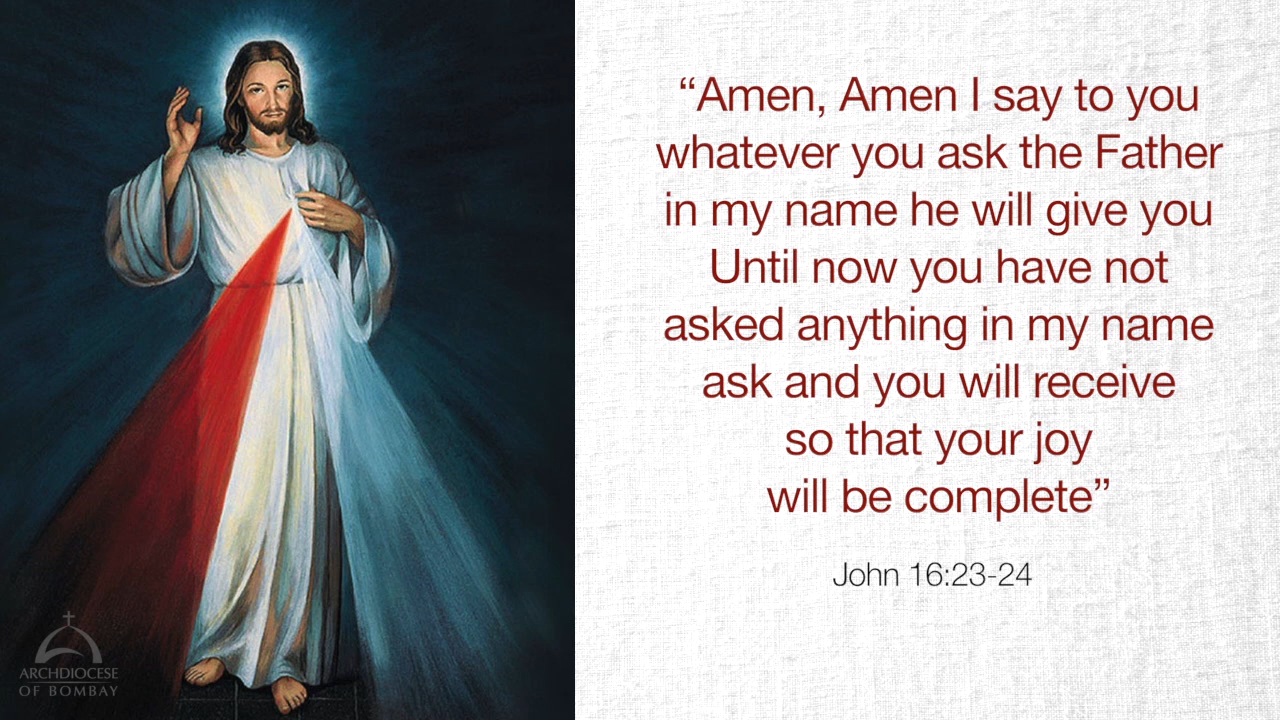 “Amen, Amen I say to you
whatever you ask the Father
in my name he will give you
Until now you have not
asked anything in my name
ask and you will receive
so that your joy
will be complete”
John 16:23-24
ARCHDIOCESE
OF BOMBAY